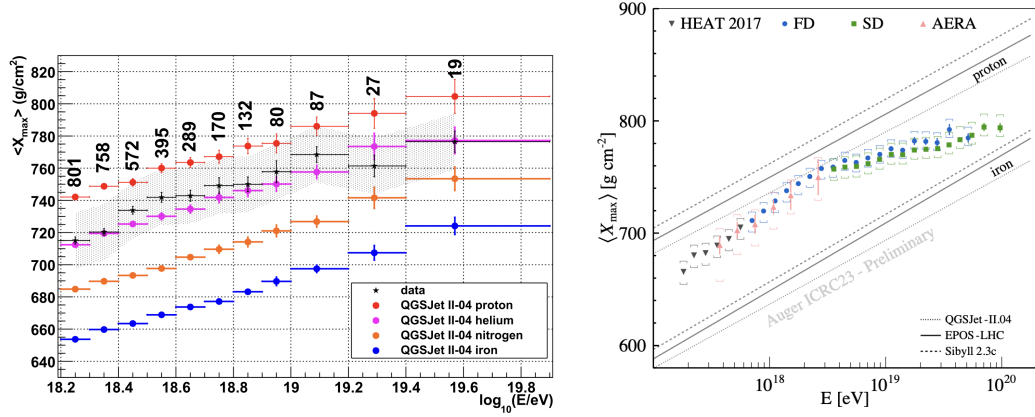 <X_max> (g/cm²)
820
800
780
760
740
720
700
680
660
640
801
758
572
395
289
170
132
80
87
27
19
data
QGSJet II-04 proton
QGSJet II-04 helium
QGSJet II-04 nitrogen
QGSJet II-04 iron
18.2 18.4 18.6 18.8 19 19.2 19.4 19.6 19.8
log₁₀(E/eV)
⟨X_max⟩ [g cm⁻²]
900
800
700
600
HEAT 2017 FD SD AERA
proton
iron
Auger ICRC23 - Preliminary
QGSJet-II.04
EPOS-LHC
Sibyll 2.3c
10¹⁸ 10¹⁹ 10²⁰
E [eV]